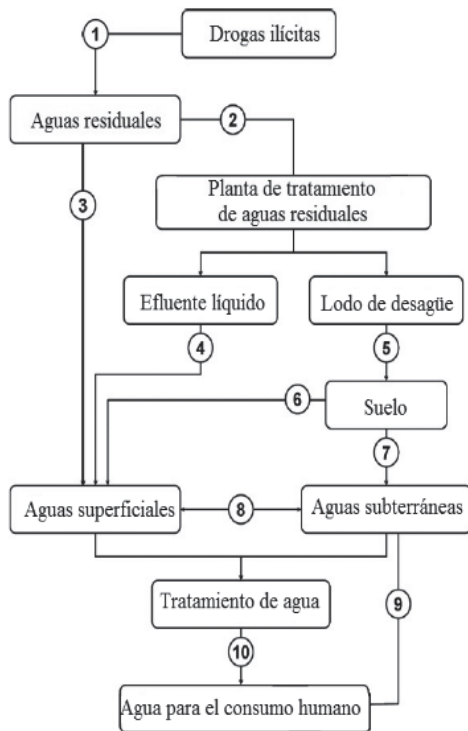 1
Drogas ilícitas
Aguas residuales
2
3
Planta de tratamiento
de aguas residuales
Efluente líquido
Lodo de desagüe
4
5
6
Suelo
7
Aguas superficiales
8
Aguas subterráneas
Tratamiento de agua
9
10
Agua para el consumo humano